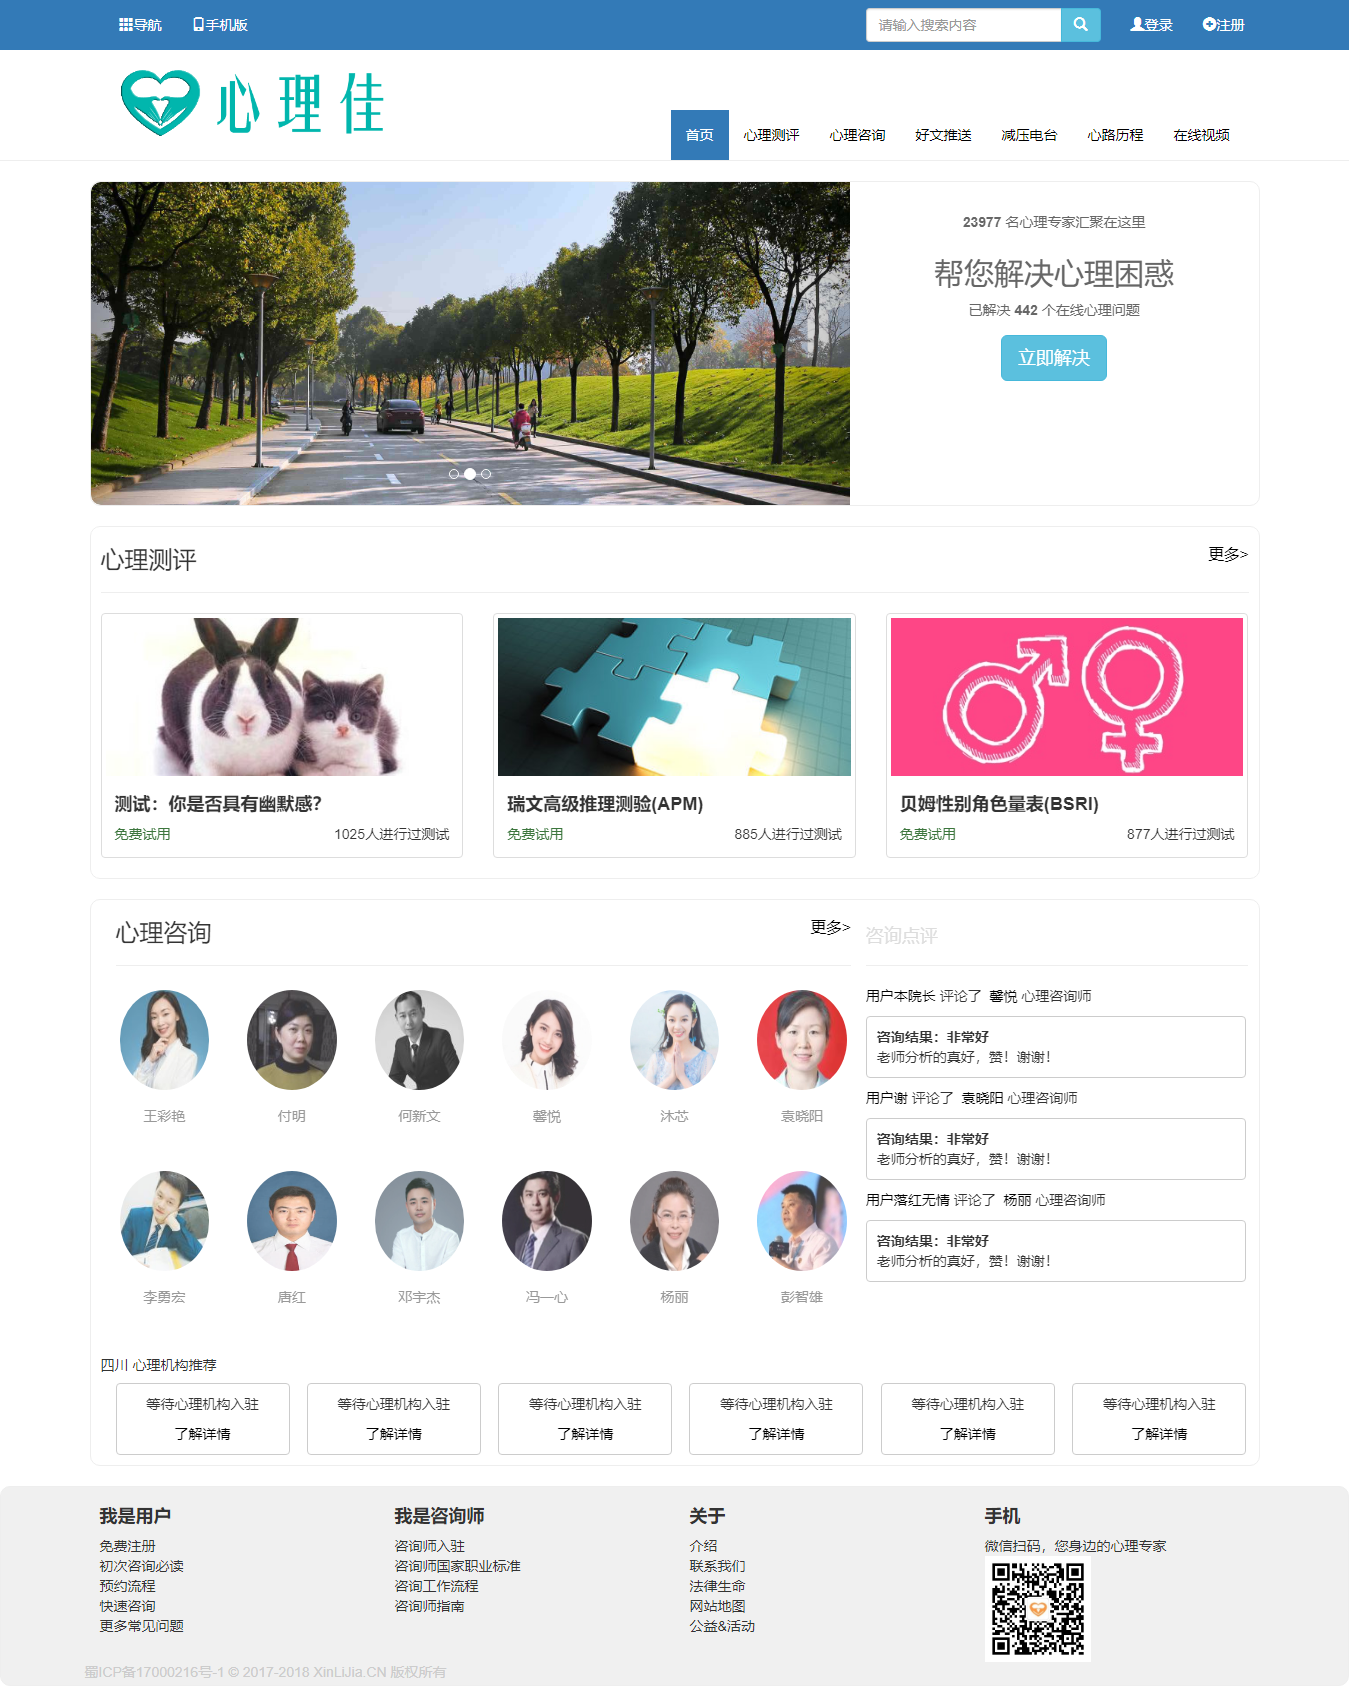 导航 手机版 请输入搜索内容 登录 注册
心理佳
首页 心理测评 心理咨询 好文推送 减压电台 心路历程 在线视频
23977 名心理专家汇聚在这里
帮您解决心理困惑
已解决 442 个在线心理问题
立即解决
心理测评 更多>
测试：你是否具有幽默感？
免费试用 1025人进行过测试
瑞文高级推理测验(APM)
免费试用 885人进行过测试
贝姆性别角色量表(BSRI)
免费试用 877人进行过测试
心理咨询 更多>
王彩艳 付明 何新文 馨悦 沐芯 袁晓阳
李勇宏 唐红 邓宇杰 冯一心 杨丽 彭智雄
咨询点评
用户本院长 评论了 馨悦 心理咨询师
咨询结果：非常好
老师分析的真好，赞！谢谢！
用户谢 评论了 袁晓阳 心理咨询师
咨询结果：非常好
老师分析的真好，赞！谢谢！
用户落红无情 评论了 杨丽 心理咨询师
咨询结果：非常好
老师分析的真好，赞！谢谢！
四川 心理机构推荐
等待心理机构入驻 等待心理机构入驻 等待心理机构入驻 等待心理机构入驻 等待心理机构入驻 等待心理机构入驻
了解详情 了解详情 了解详情 了解详情 了解详情 了解详情
我是用户
免费注册
初次咨询必读
预约流程
快速咨询
更多常见问题
我是咨询师
咨询师入驻
咨询师国家职业标准
咨询工作流程
咨询师指南
关于
介绍
联系我们
法律生命
网站地图
公益&活动
手机
微信扫码，您身边的心理专家
蜀ICP备17000216号-1 © 2017-2018 XinLiJia.CN 版权所有